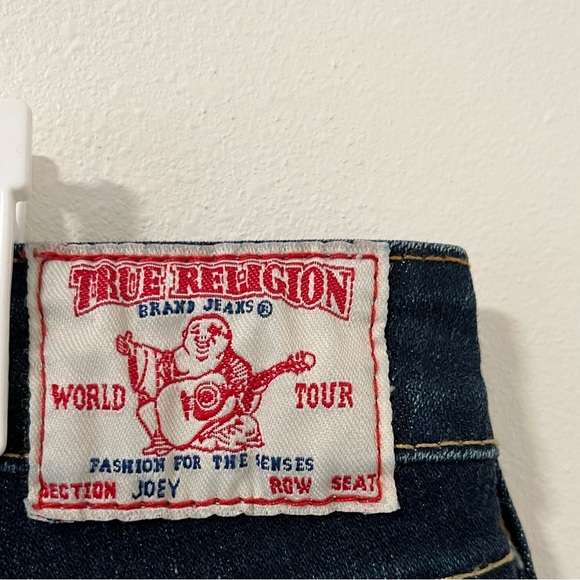 TRUE RELIGION
BRAND JEANS ®
WORLD TOUR
FASHION FOR THE SENSES
SECTION JOEY ROW SEAT